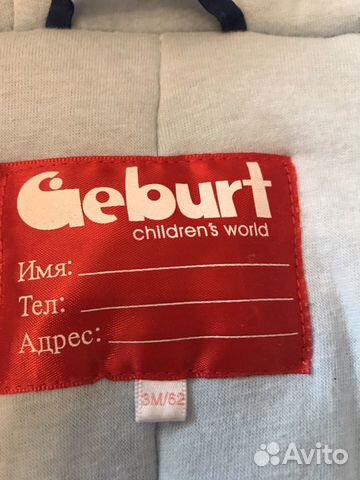 Geburt
children's world
Имя:
Тел:
Адрес:
3M/62
Avito